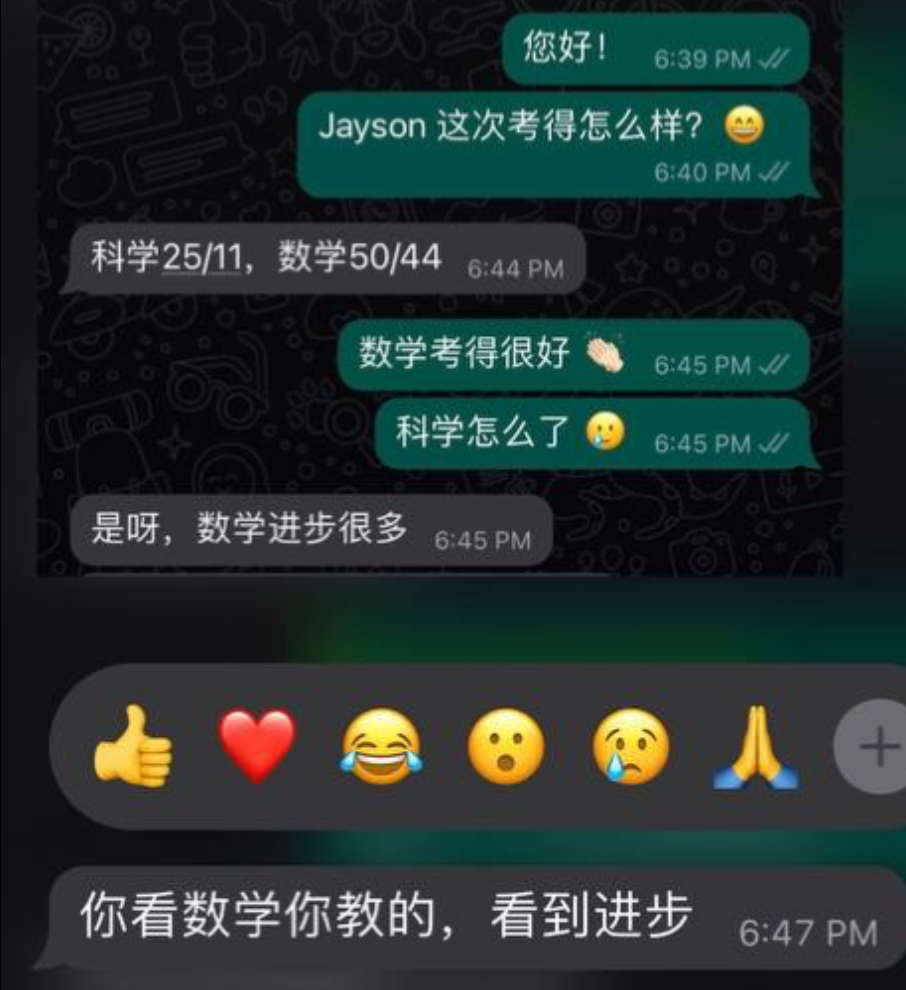 您好！ 6:39 PM
Jayson 这次考得怎么样？ 😄
6:40 PM
科学25/11，数学50/44 6:44 PM
数学考得很好 👏🏻 6:45 PM
科学怎么了 🥲 6:45 PM
是呀，数学进步很多 6:45 PM
你看数学你教的，看到进步 6:47 PM